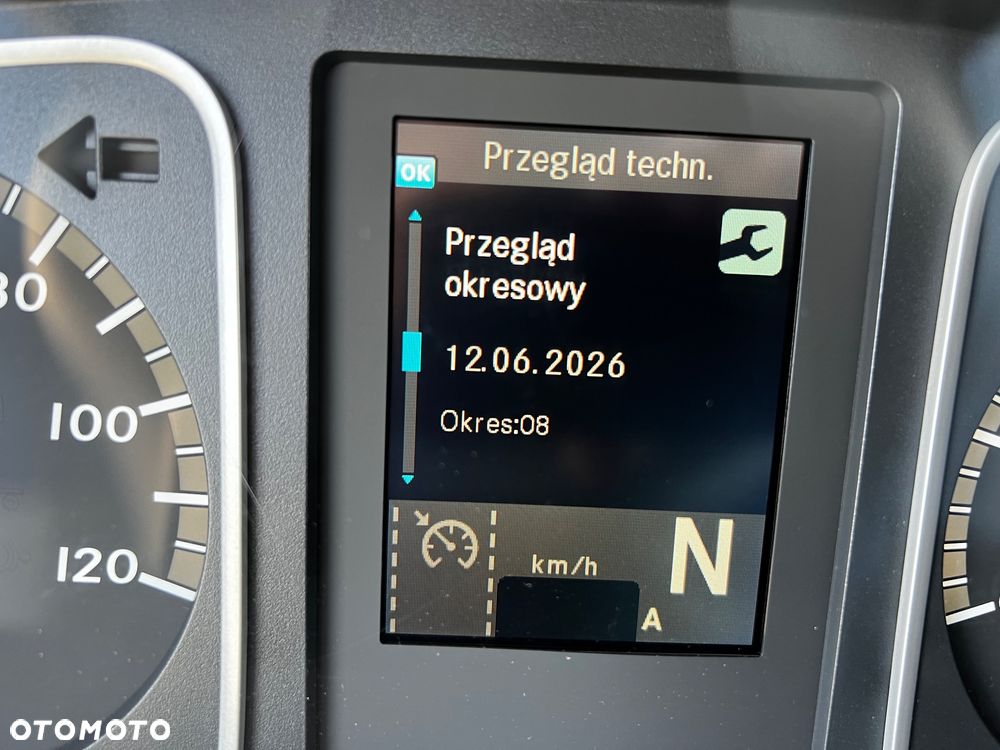 OK
Przegląd techn.
Przegląd
okresowy
12.06.2026
Okres:08
km/h
N
A
80
100
120
OTOMOTO